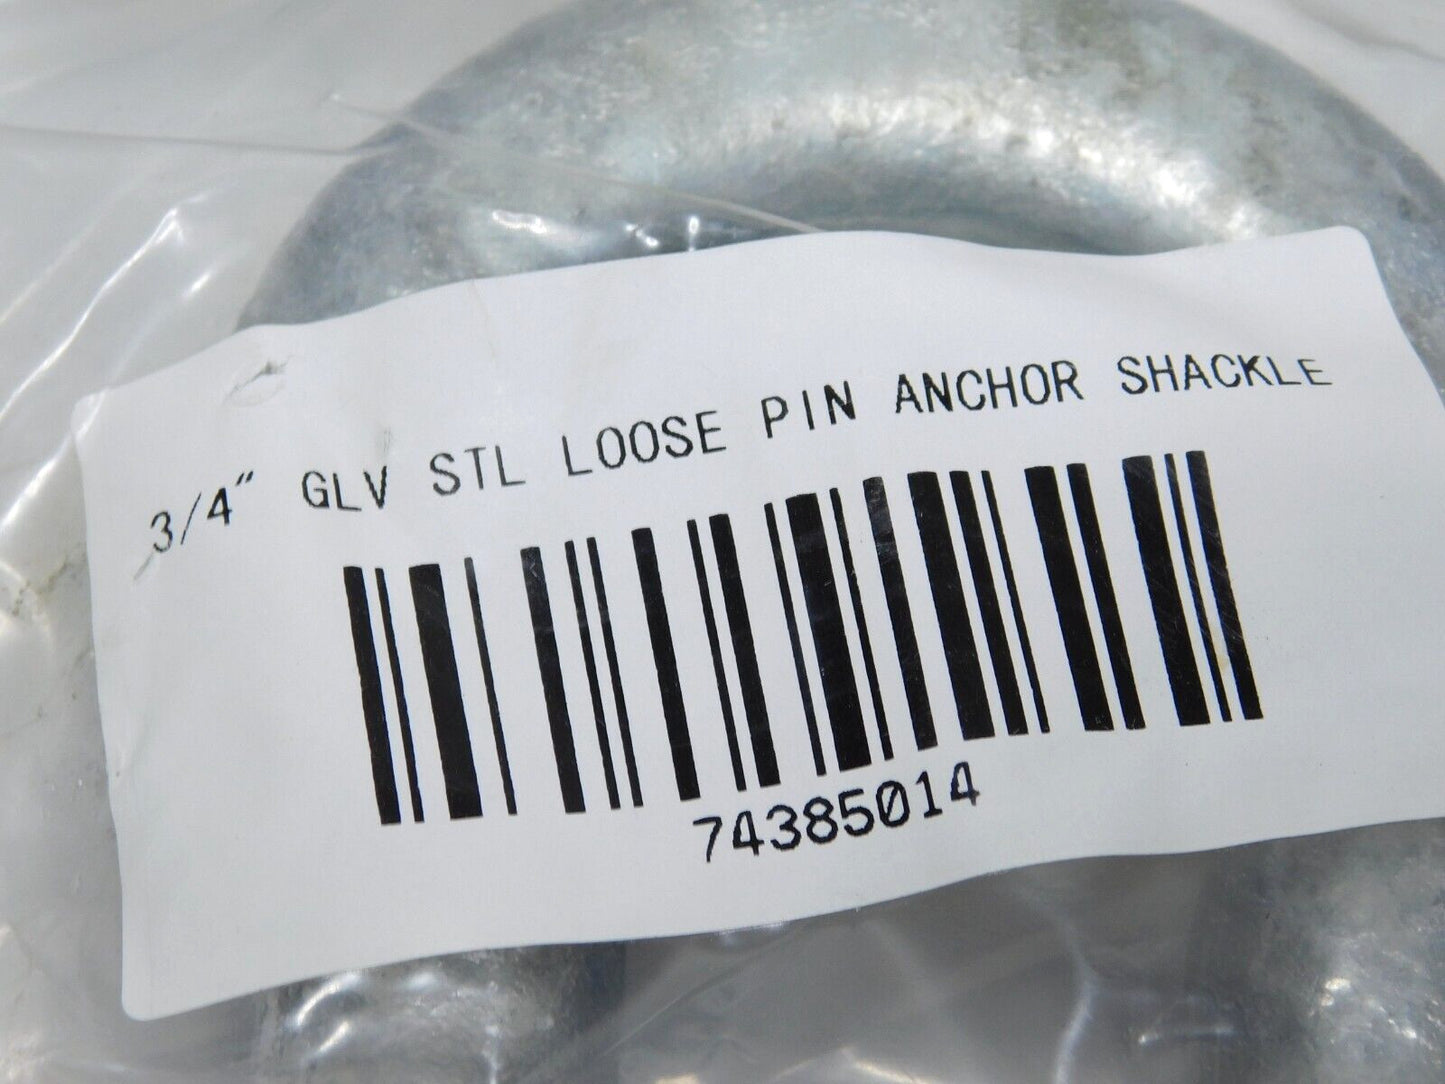 3/4" GLV STL LOOSE PIN ANCHOR SHACKLE
74385014